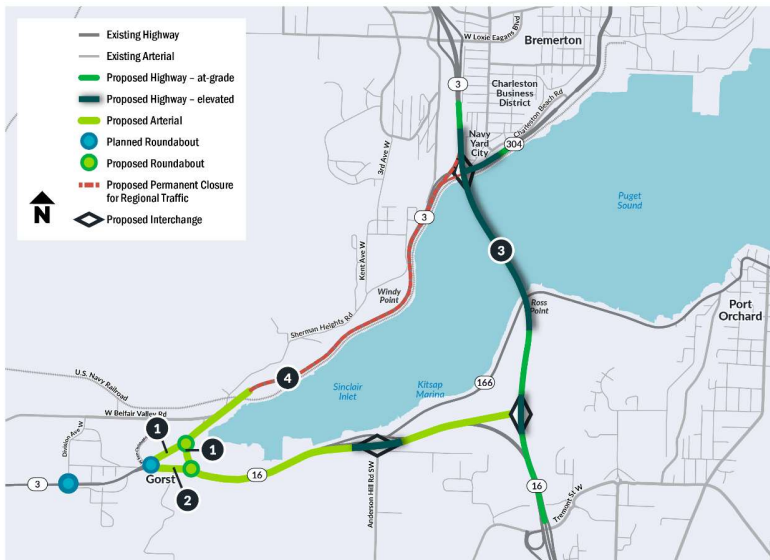 Existing Highway
Existing Arterial
Proposed Highway – at-grade
Proposed Highway – elevated
Proposed Arterial
Planned Roundabout
Proposed Roundabout
Proposed Permanent Closure
for Regional Traffic
Proposed Interchange
N
W Loxie Eagans Blvd
Bremerton
3
Charleston
Business
District
Charleston Beach Rd
Navy
Yard
City
304
3rd Ave W
3
Puget
Sound
Kent Ave W
3
Windy
Point
Ross
Point
Port
Orchard
Sherman Heights Rd
U.S. Navy Railroad
4
166
Sinclair
Inlet
Kitsap
Marina
W Belfair Valley Rd
Division Ave W
1
1
3
Gorst
2
16
Anderson Hill Rd SW
16
Tremont St W